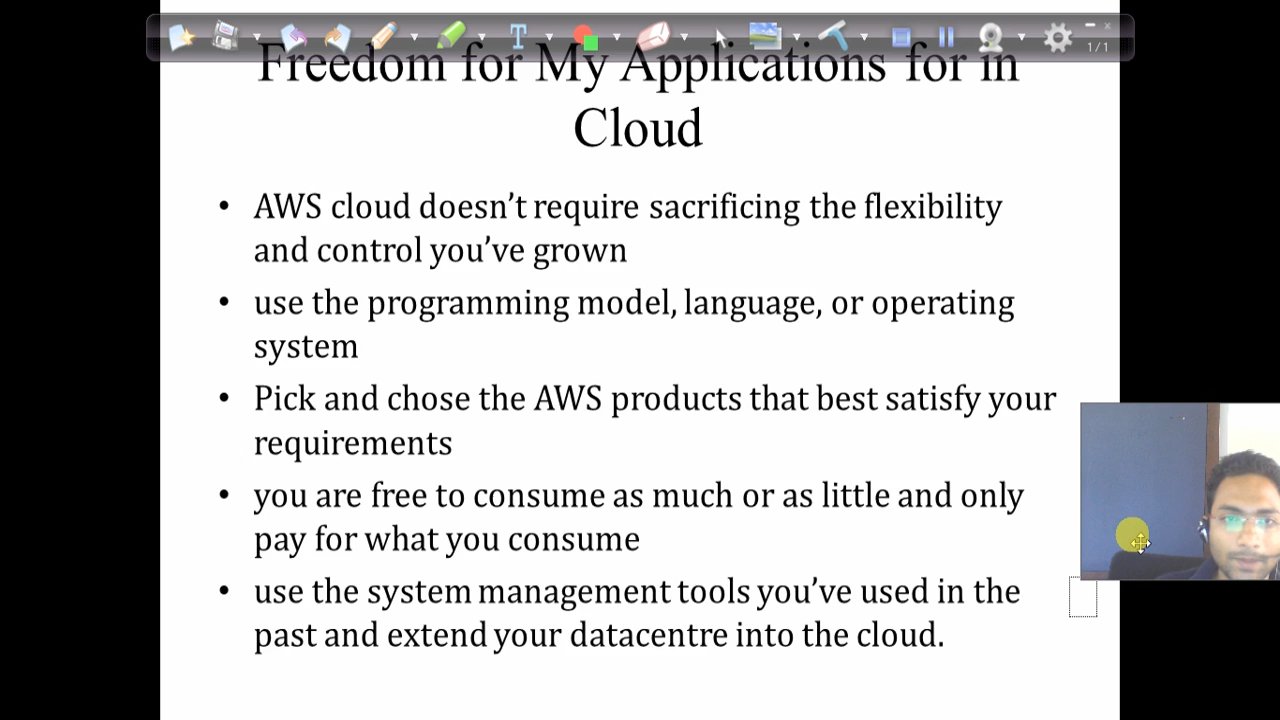 1/1
Freedom for My Applications for in
Cloud
• AWS cloud doesn’t require sacrificing the flexibility
and control you’ve grown
• use the programming model, language, or operating
system
• Pick and chose the AWS products that best satisfy your
requirements
• you are free to consume as much or as little and only
pay for what you consume
• use the system management tools you’ve used in the
past and extend your datacentre into the cloud.